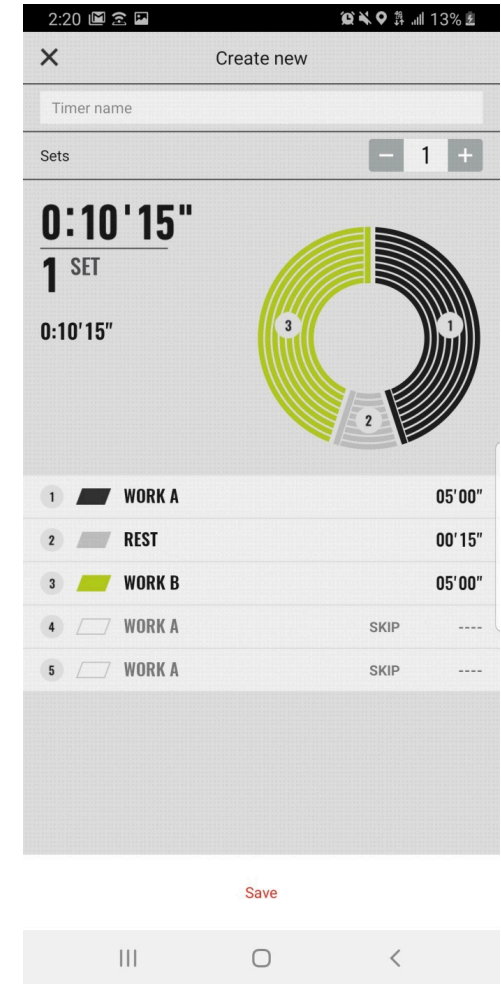 2:20 13%
Create new
Timer name
Sets 1
0:10'15"
1 SET
0:10'15"
3 1
2
1 WORK A 05'00"
2 REST 00'15"
3 WORK B 05'00"
4 WORK A SKIP ----
5 WORK A SKIP ----
Save